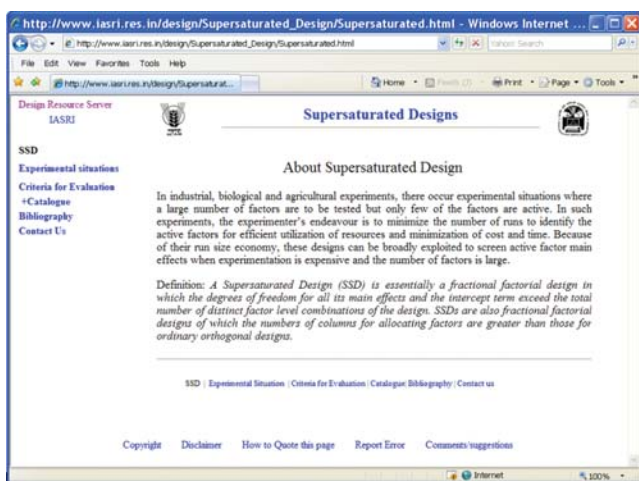 http://www.iasri.res.in/design/Supersaturated_Design/Supersaturated.html - Windows Internet ...
http://www.iasri.res.in/design/Supersaturated_Design/Supersaturated.html
Yahoo! Search
File Edit View Favorites Tools Help
http://www.iasri.res.in/design/Supersaturat...
Home
Print
Page
Tools
Design Resource Server
IASRI
Supersaturated Designs
SSD
Experimental situations
Criteria for Evaluation
+Catalogue
Bibliography
Contact Us
About Supersaturated Design
In industrial, biological and agricultural experiments, there occur experimental situations where
a large number of factors are to be tested but only few of the factors are active. In such
experiments, the experimenter's endeavour is to minimize the number of runs to identify the
active factors for efficient utilization of resources and minimization of cost and time. Because
of their run size economy, these designs can be broadly exploited to screen active factor main
effects when experimentation is expensive and the number of factors is large.
Definition: A Supersaturated Design (SSD) is essentially a fractional factorial design in
which the degrees of freedom for all its main effects and the intercept term exceed the total
number of distinct factor level combinations of the design. SSDs are also fractional factorial
designs of which the numbers of columns for allocating factors are greater than those for
ordinary orthogonal designs.
SSD | Experimental Situation | Criteria for Evaluation | Catalogue| Bibliography | Contact us
Copyright Disclaimer How to Quote this page Report Error Comments/suggestions
Internet
100%